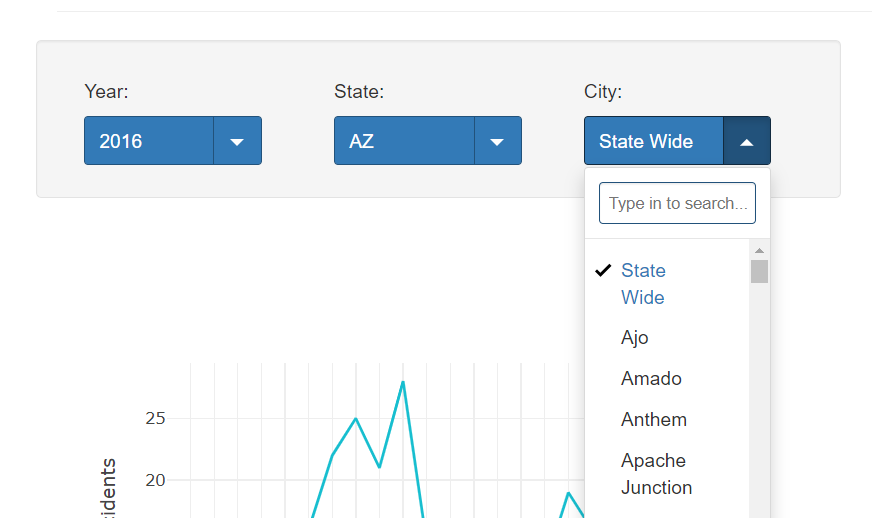 Year:
State:
City:
2016
AZ
State Wide
Type in to search...
State
Wide
Ajo
Amado
Anthem
Apache
Junction
25
20